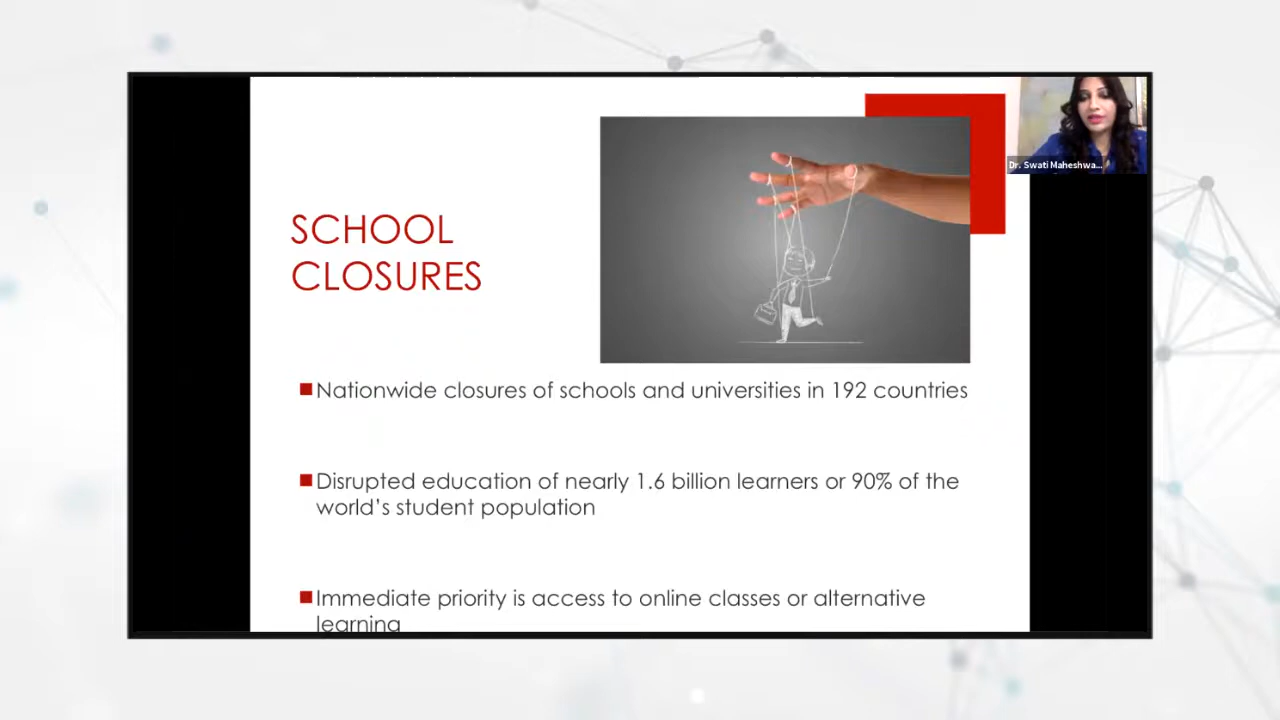 Dr. Swati Maheshwa...
SCHOOL
CLOSURES
Nationwide closures of schools and universities in 192 countries
Disrupted education of nearly 1.6 billion learners or 90% of the
world’s student population
Immediate priority is access to online classes or alternative
learning